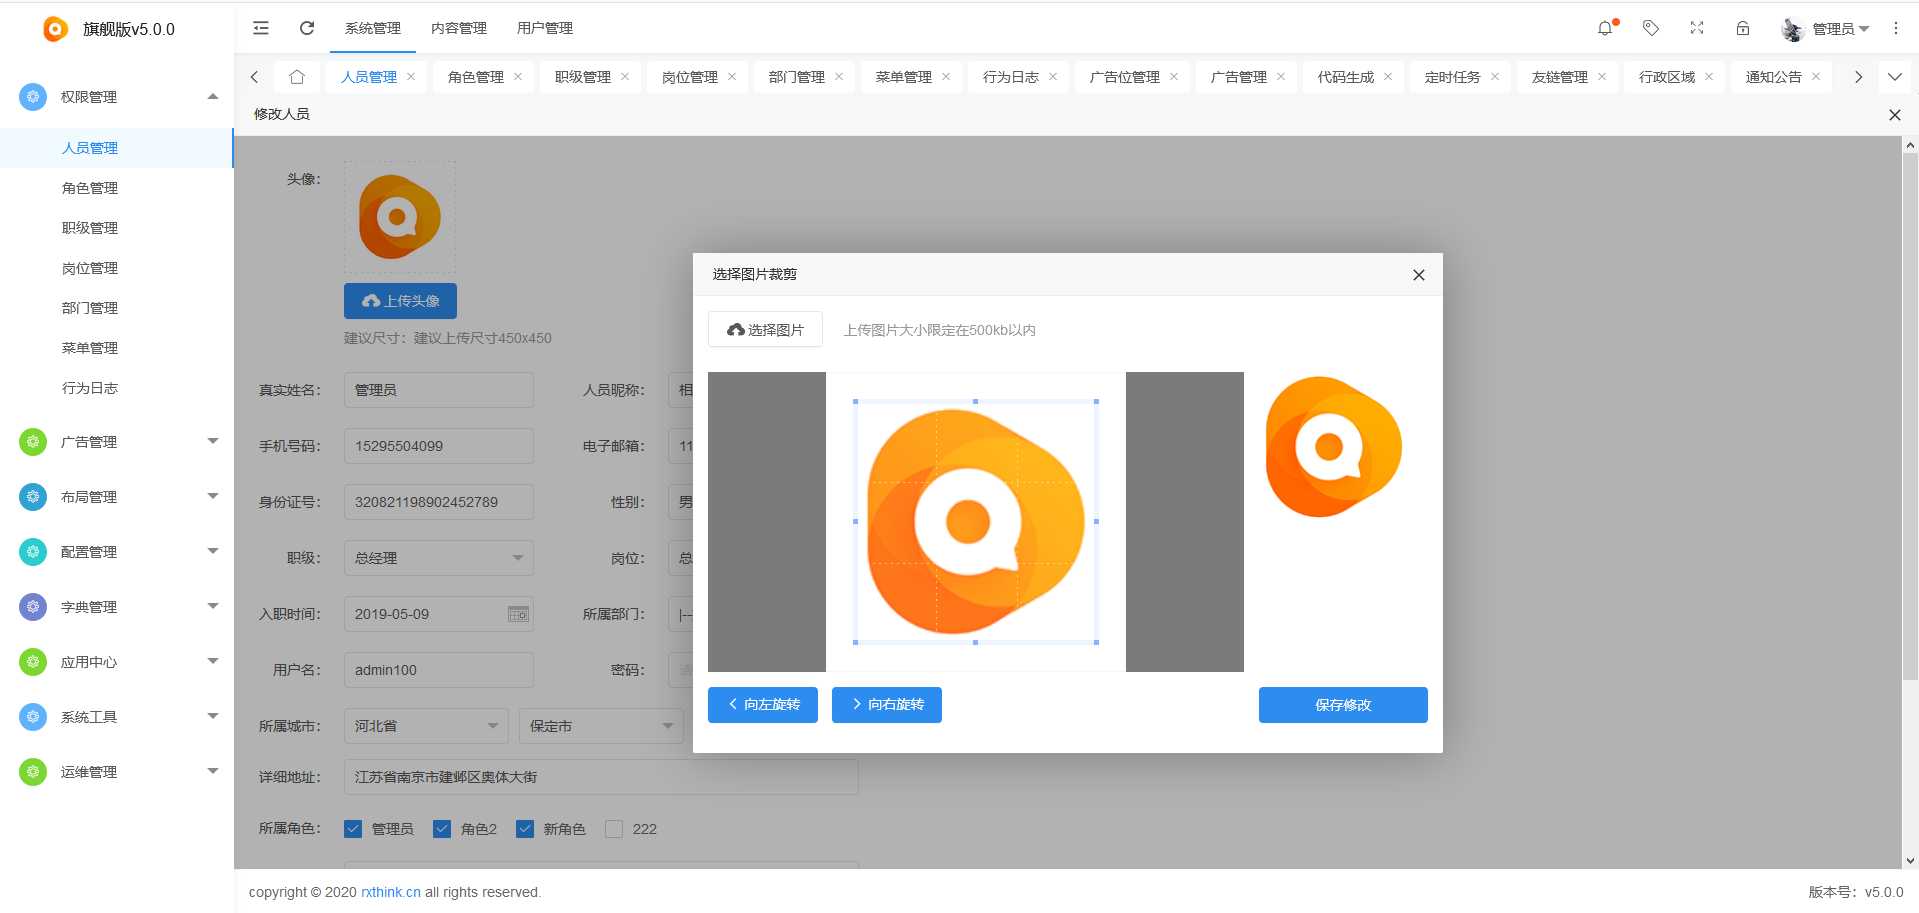 旗舰版v5.0.0
系统管理 内容管理 用户管理
管理员
人员管理 角色管理 职级管理 岗位管理 部门管理 菜单管理 行为日志 广告位管理 广告管理 代码生成 定时任务 友链管理 行政区域 通知公告
权限管理
人员管理
角色管理
职级管理
岗位管理
部门管理
菜单管理
行为日志
广告管理
布局管理
配置管理
字典管理
应用中心
系统工具
运维管理
修改人员
头像：
上传头像
建议尺寸：建议上传尺寸450x450
真实姓名： 管理员 人员昵称： 相
手机号码： 15295504099 电子邮箱： 11
身份证号： 320821198902452789 性别： 男
职级： 总经理 岗位： 总
入职时间： 2019-05-09 所属部门： |--
用户名： admin100 密码： 请
所属城市： 河北省 保定市
详细地址： 江苏省南京市建邺区奥体大街
所属角色： 管理员 角色2 新角色 222
选择图片裁剪
选择图片 上传图片大小限定在500kb以内
向左旋转 向右旋转 保存修改
copyright © 2020 rxthink.cn all rights reserved.
版本号：v5.0.0